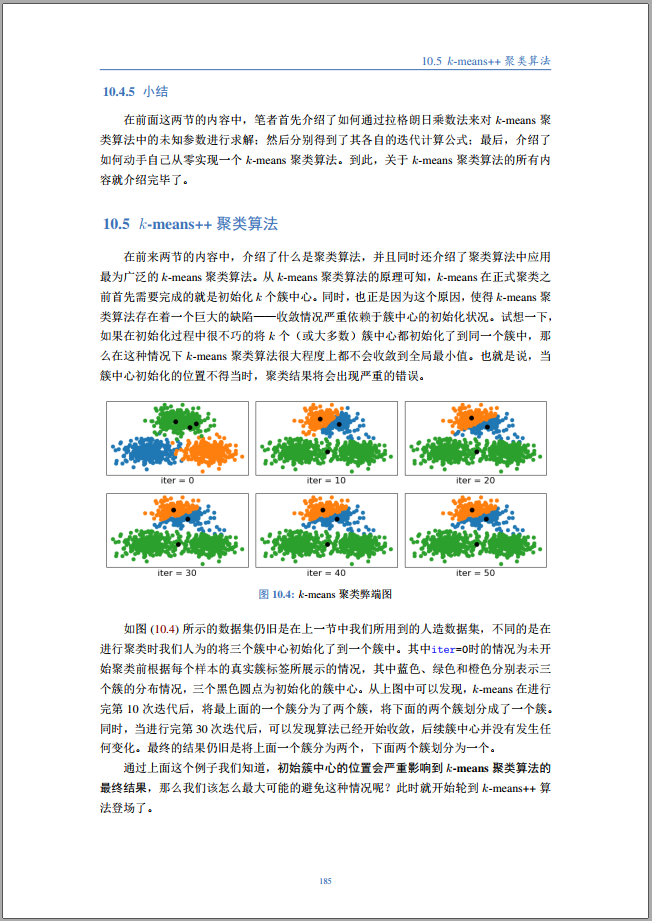 10.5 k-means++ 聚类算法
10.4.5 小结
在前面这两节的内容中，笔者首先介绍了如何通过拉格朗日乘数法来对 k-means 聚
类算法中的未知参数进行求解；然后分别得到了其各自的迭代计算公式；最后，介绍了
如何动手自己从零实现一个 k-means 聚类算法。到此，关于 k-means 聚类算法的所有内
容就介绍完毕了。
10.5 k-means++ 聚类算法
在前来两节的内容中，介绍了什么是聚类算法，并且同时还介绍了聚类算法中应用
最为广泛的 k-means 聚类算法。从 k-means 聚类算法的原理可知，k-means 在正式聚类之
前首先需要完成的就是初始化 k 个簇中心。同时，也正是因为这个原因，使得 k-means 聚
类算法存在着一个巨大的缺陷——收敛情况严重依赖于簇中心的初始化状况。试想一下，
如果在初始化过程中很不巧的将 k 个（或大多数）簇中心都初始化了到同一个簇中，那
么在这种情况下 k-means 聚类算法很大程度上都不会收敛到全局最小值。也就是说，当
簇中心初始化的位置不得当时，聚类结果将会出现严重的错误。
iter = 0
iter = 10
iter = 20
iter = 30
iter = 40
iter = 50
图 10.4: k-means 聚类弊端图
如图 (10.4) 所示的数据集仍旧是在上一节中我们所用到的人造数据集，不同的是在
进行聚类时我们人为的将三个簇中心初始化了到一个簇中。其中iter=0时的情况为未开
始聚类前根据每个样本的真实簇标签所展示的情况，其中蓝色、绿色和橙色分别表示三
个簇的分布情况，三个黑色圆点为初始化的簇中心。从上图中可以发现，k-means 在进行
完第 10 次迭代后，将最上面的一个簇分为了两个簇，将下面的两个簇划分成了一个簇。
同时，当进行完第 30 次迭代后，可以发现算法已经开始收敛，后续簇中心并没有发生任
何变化。最终的结果仍旧是将上面一个簇分为两个，下面两个簇划分为一个。
通过上面这个例子我们知道，初始簇中心的位置会严重影响到 k-means 聚类算法的
最终结果，那么我们该怎么最大可能的避免这种情况呢？此时就开始轮到 k-means++ 算
法登场了。
185